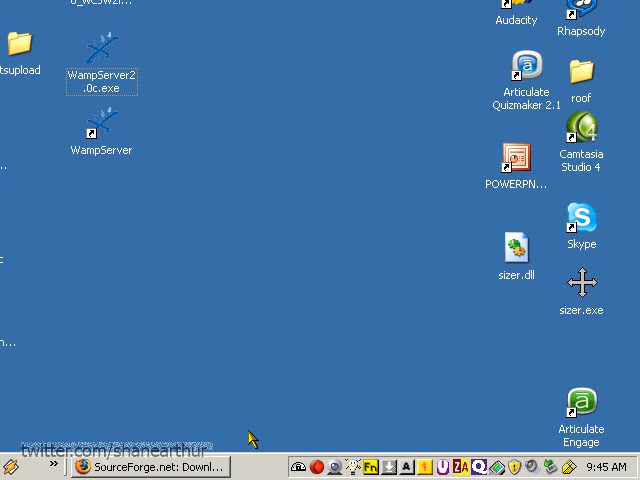 Audacity
Rhapsody
tsupload
WampServer2
.0c.exe
Articulate
Quizmaker 2.1
roof
WampServer
Camtasia
Studio 4
POWERPN...
Skype
sizer.dll
sizer.exe
Articulate
Engage
twitter.com/shanearthur
SourceForge.net: Downl...
9:45 AM